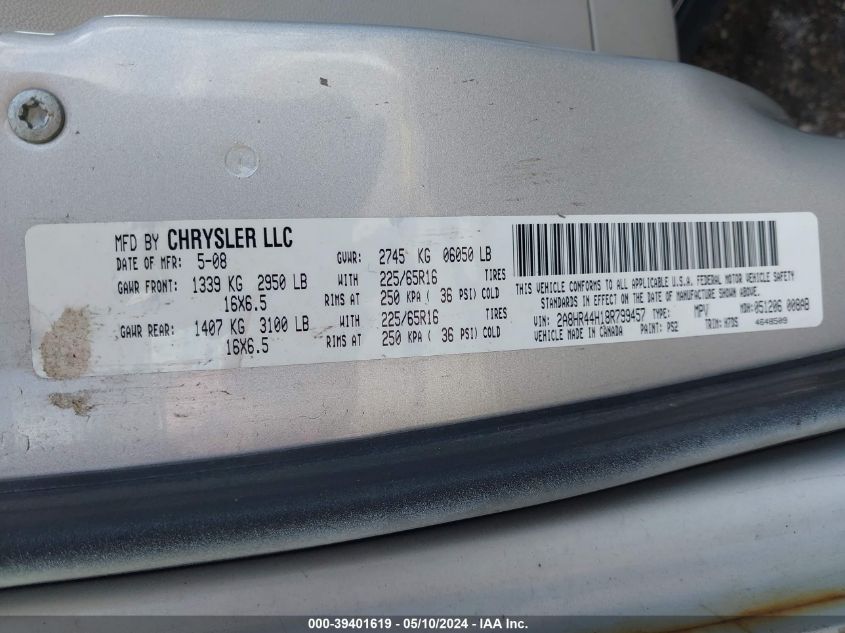 MFD BY CHRYSLER LLC
DATE OF MFR: 5-08 GVWR: 2745 KG 06050 LB
GAWR FRONT: 1339 KG 2950 LB WITH 225/65R16 TIRES
16X6.5 RIMS AT 250 KPA ( 36 PSI) COLD
GAWR REAR: 1407 KG 3100 LB WITH 225/65R16 TIRES
16X6.5 RIMS AT 250 KPA ( 36 PSI) COLD
THIS VEHICLE CONFORMS TO ALL APPLICABLE U.S.A. FEDERAL MOTOR VEHICLE SAFETY
STANDARDS IN EFFECT ON THE DATE OF MANUFACTURE SHOWN ABOVE.
VIN: 2A8HR44H18R799457 TYPE: MPV MDH: 051206 008AB
VEHICLE MADE IN CANADA PAINT: PS2 TRIM: H7DS 4648509
000-39401619 - 05/10/2024 - IAA Inc.